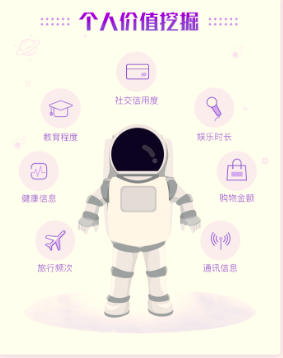 个人价值挖掘
社交信用度
教育程度
娱乐时长
健康信息
购物金额
旅行频次
通讯信息